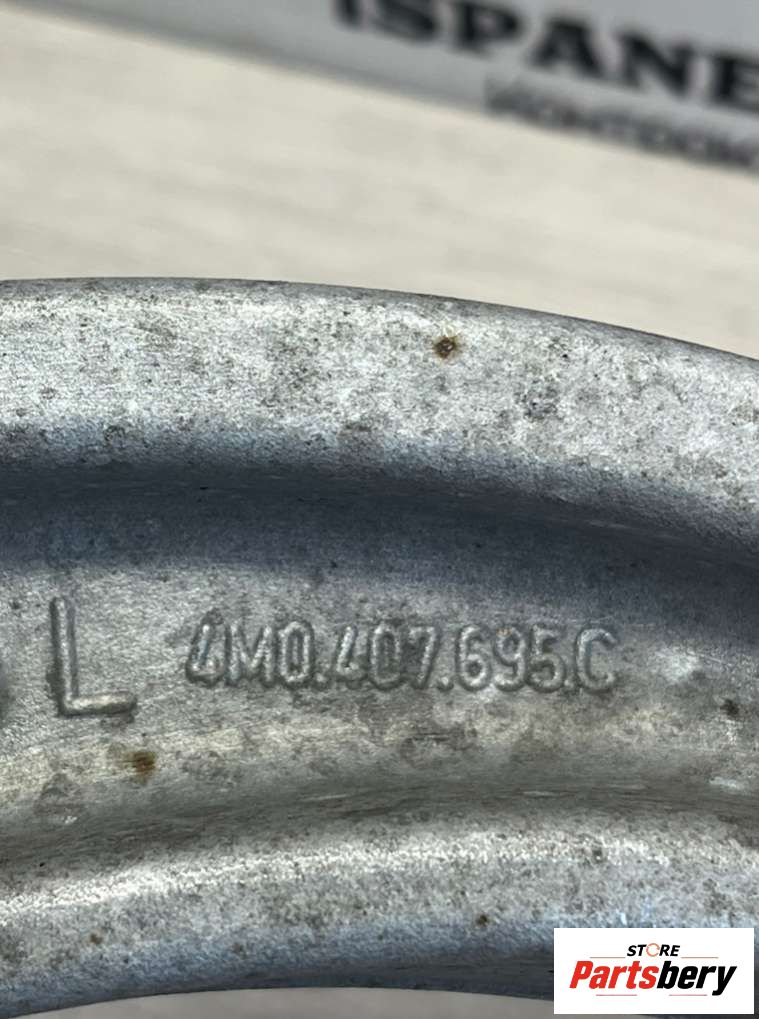 ISPANE
L 4M0.407.695.C
STORE
Partsbery